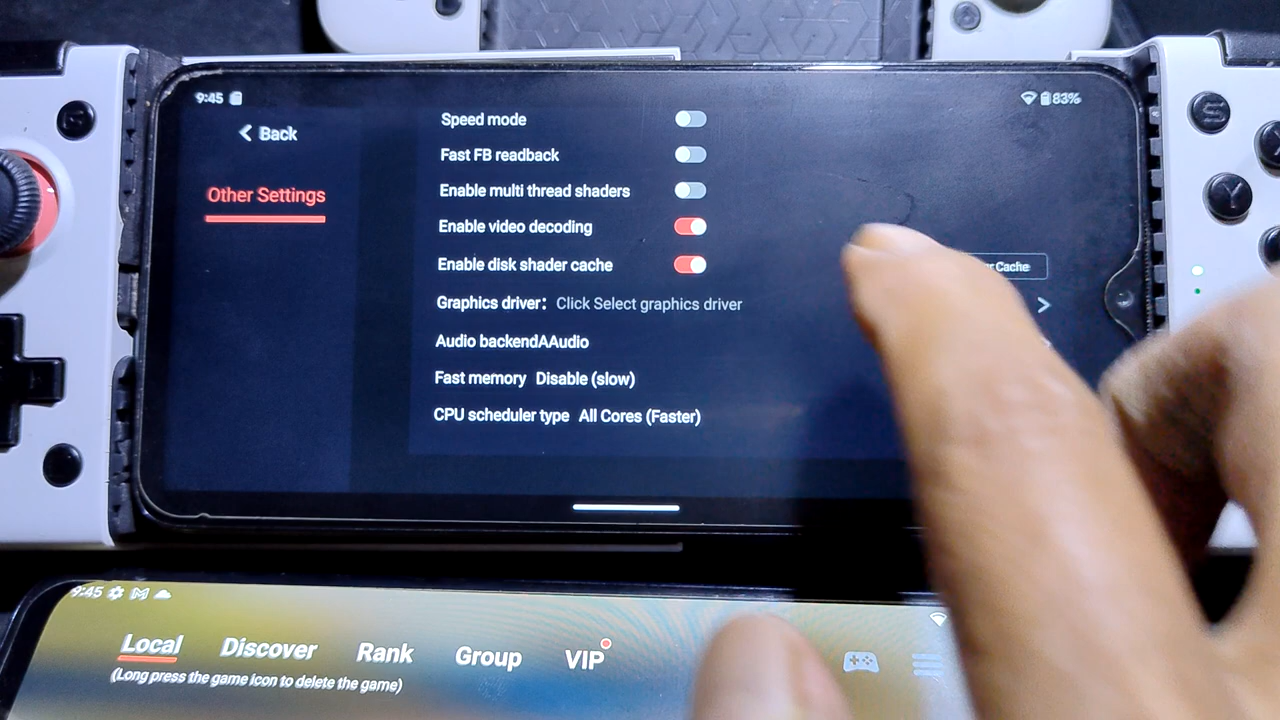 9:45
83%
Back
Other Settings
Speed mode
Fast FB readback
Enable multi thread shaders
Enable video decoding
Enable disk shader cache
Cache
Graphics driver: Click Select graphics driver
Audio backendAAudio
Fast memory Disable (slow)
CPU scheduler type All Cores (Faster)
S
Y
9:45
Local Discover Rank Group VIP
(Long press the game icon to delete the game)